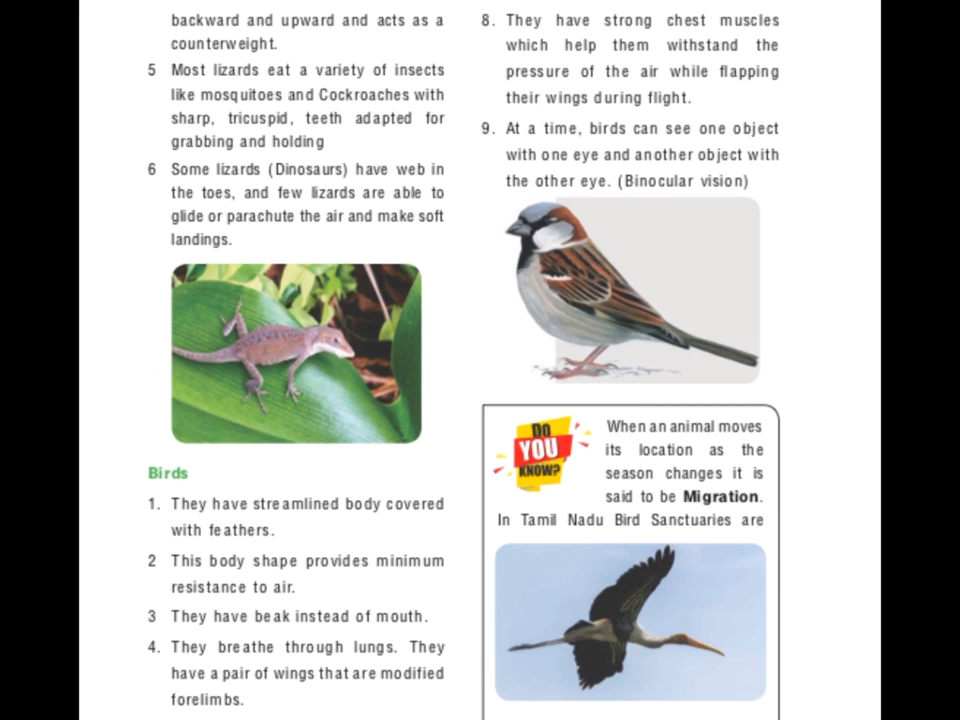 backward and upward and acts as a
counterweight.
5 Most lizards eat a variety of insects
like mosquitoes and Cockroaches with
sharp, tricuspid, teeth adapted for
grabbing and holding
6 Some lizards (Dinosaurs) have web in
the toes, and few lizards are able to
glide or parachute the air and make soft
landings.
Birds
1. They have streamlined body covered
with feathers.
2 This body shape provides minimum
resistance to air.
3 They have beak instead of mouth.
4. They breathe through lungs. They
have a pair of wings that are modified
forelimbs.
8. They have strong chest muscles
which help them withstand the
pressure of the air while flapping
their wings during flight.
9. At a time, birds can see one object
with one eye and another object with
the other eye. (Binocular vision)
DO
YOU
KNOW?
When an animal moves
its location as the
season changes it is
said to be Migration.
In Tamil Nadu Bird Sanctuaries are